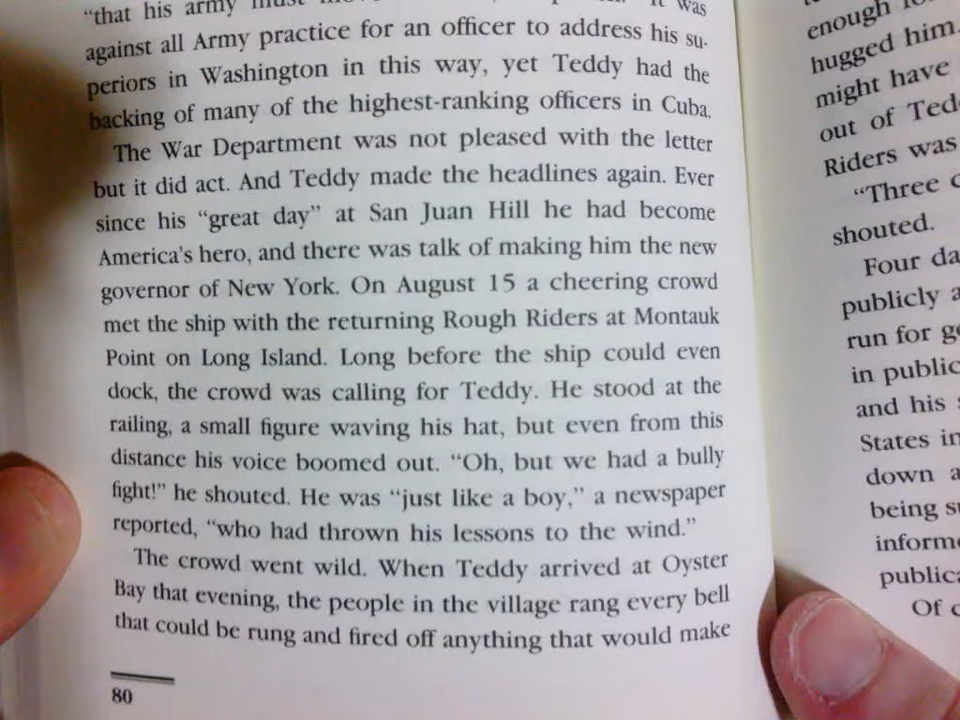 "that his army must
was
against all Army practice for an officer to address his su-
periors in Washington in this way, yet Teddy had the
backing of many of the highest-ranking officers in Cuba.
The War Department was not pleased with the letter
but it did act. And Teddy made the headlines again. Ever
since his "great day" at San Juan Hill he had become
America's hero, and there was talk of making him the new
governor of New York. On August 15 a cheering crowd
met the ship with the returning Rough Riders at Montauk
Point on Long Island. Long before the ship could even
dock, the crowd was calling for Teddy. He stood at the
railing, a small figure waving his hat, but even from this
distance his voice boomed out. "Oh, but we had a bully
fight!" he shouted. He was "just like a boy," a newspaper
reported, "who had thrown his lessons to the wind."
The crowd went wild. When Teddy arrived at Oyster
Bay that evening, the people in the village rang every bell
that could be rung and fired off anything that would make
80
enough
hugged him.
might have
out of
Riders was
"Three
shouted.
Four
publicly
run for
in public
and his
States
down
being
Of